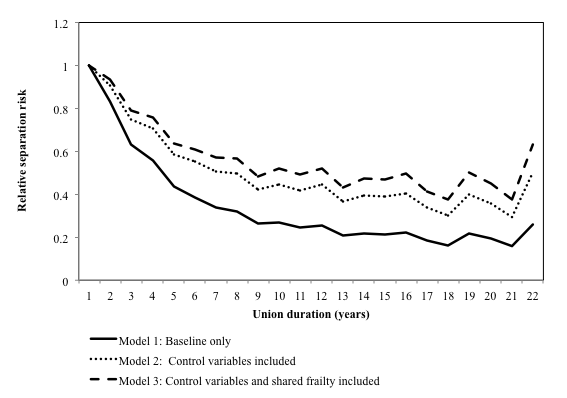 1.2
1
0.8
0.6
0.4
0.2
0
Relative separation risk
1 2 3 4 5 6 7 8 9 10 11 12 13 14 15 16 17 18 19 20 21 22
Union duration (years)
Model 1: Baseline only
Model 2:  Control variables included
Model 3: Control variables and shared frailty included